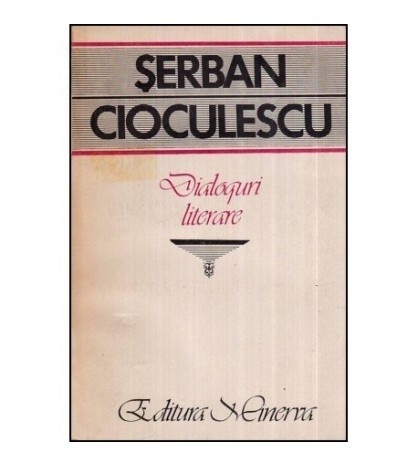 ŞERBAN
CIOCULESCU
Dialoguri
literare
Editura Minerva